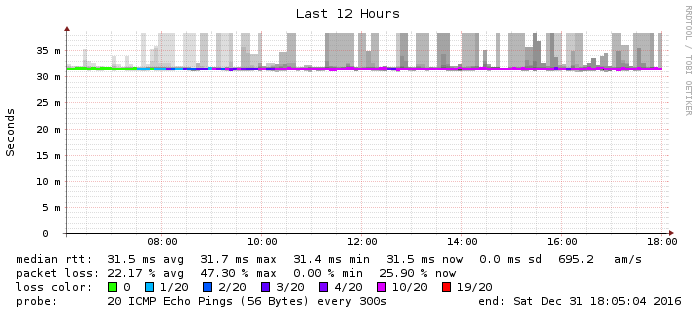 Last 12 Hours
RRDTOOL / TOBI OETIKER
Seconds
35 m
30 m
25 m
20 m
15 m
10 m
5 m
0
08:00 10:00 12:00 14:00 16:00 18:00
median rtt: 31.5 ms avg 31.7 ms max 31.4 ms min 31.5 ms now 0.0 ms sd 695.2 am/s
packet loss: 22.17 % avg 47.30 % max 0.00 % min 25.90 % now
loss color: 0 1/20 2/20 3/20 4/20 10/20 19/20
probe: 20 ICMP Echo Pings (56 Bytes) every 300s end: Sat Dec 31 18:05:04 2016